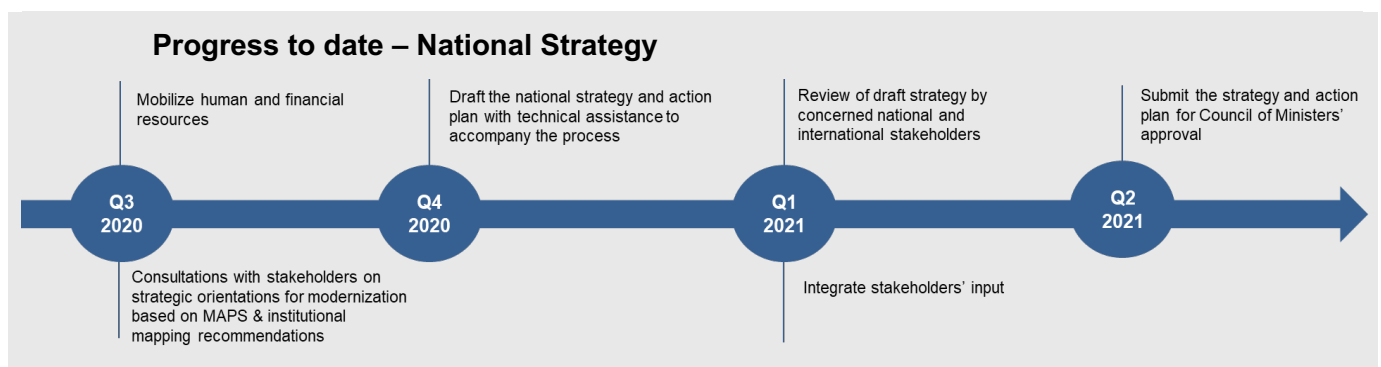 Progress to date – National Strategy
Mobilize human and financial
resources
Draft the national strategy and action
plan with technical assistance to
accompany the process
Review of draft strategy by
concerned national and
international stakeholders
Submit the strategy and action
plan for Council of Ministers’
approval
Q3
2020
Q4
2020
Q1
2021
Q2
2021
Consultations with stakeholders on
strategic orientations for modernization
based on MAPS & institutional
mapping recommendations
Integrate stakeholders’ input